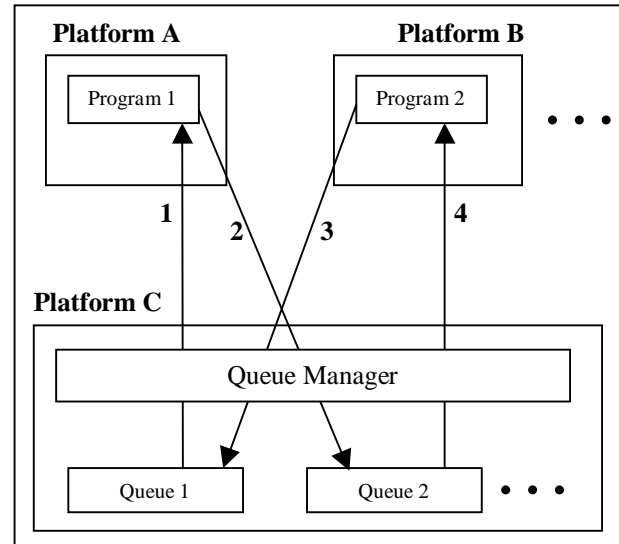 Platform A
Platform B
Program 1
Program 2
• • •
1
2
3
4
Platform C
Queue Manager
Queue 1
Queue 2
• • •